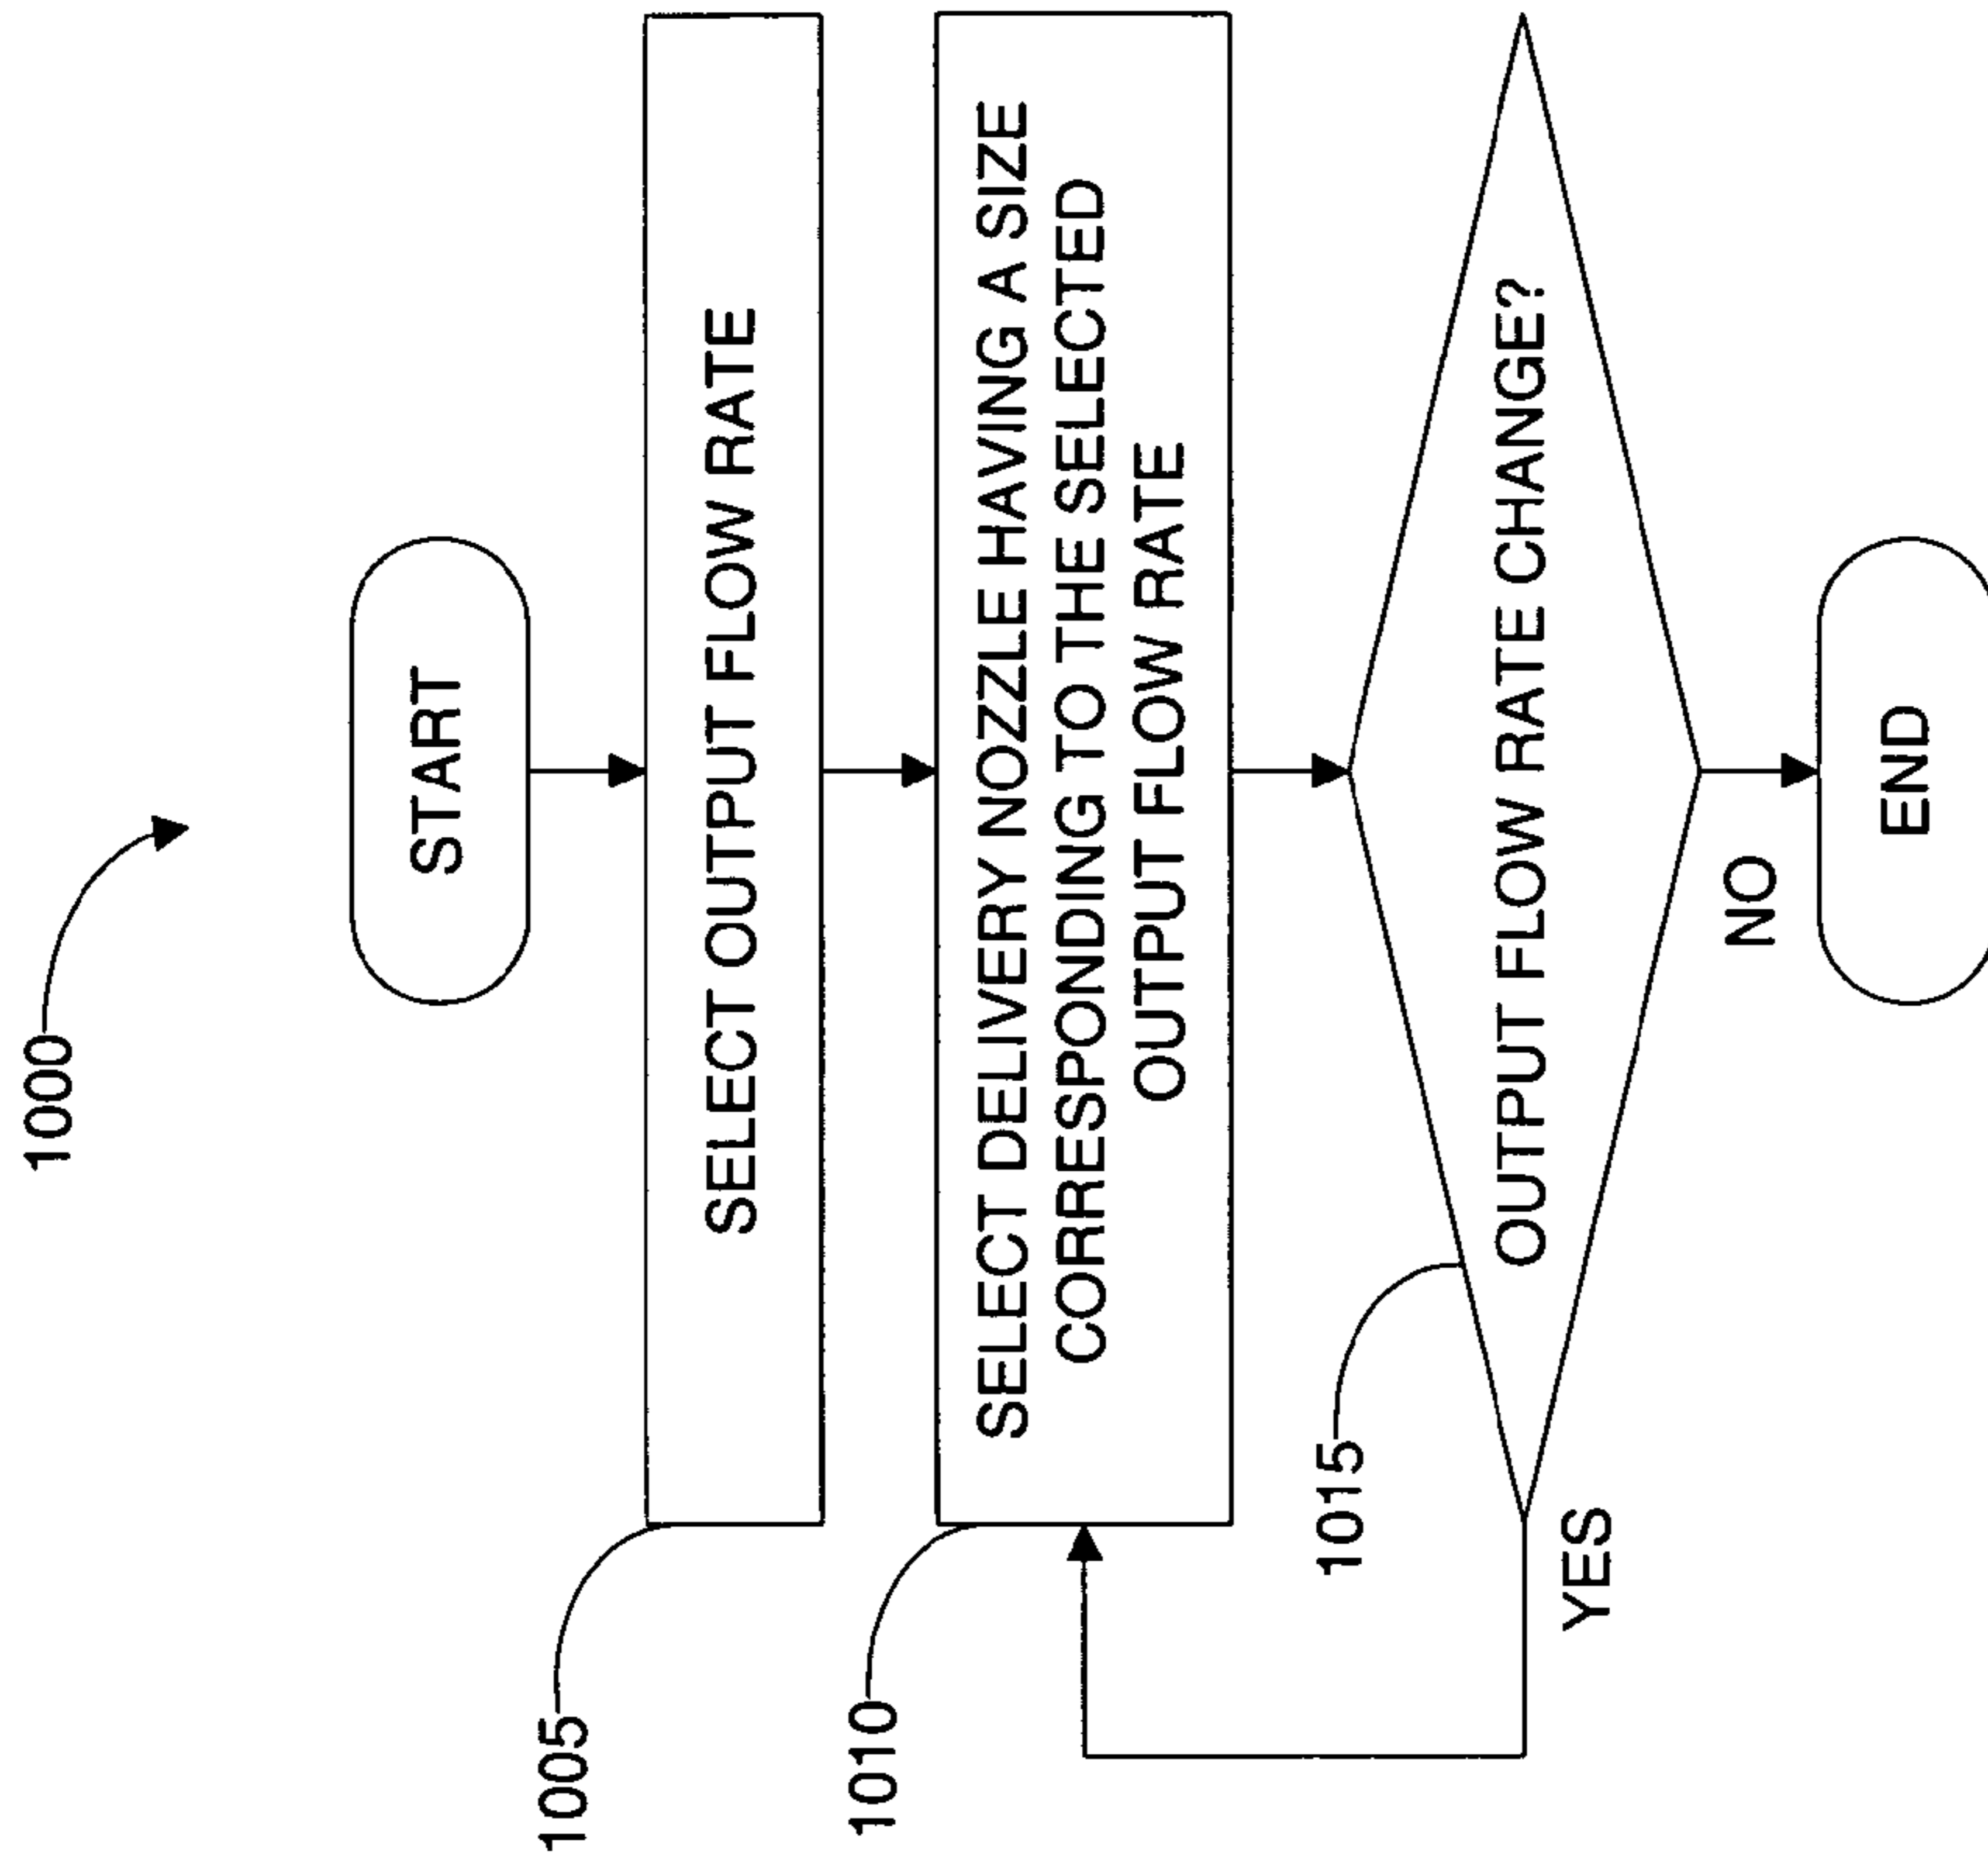 1000
START
1005
SELECT OUTPUT FLOW RATE
1010
SELECT DELIVERY NOZZLE HAVING A SIZE
CORRESPONDING TO THE SELECTED
OUTPUT FLOW RATE
1015
OUTPUT FLOW RATE CHANGE?
YES
NO
END